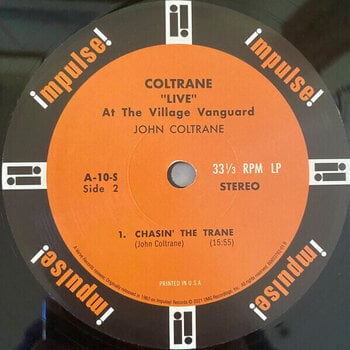 impulse!
COLTRANE
"LIVE"
At The Village Vanguard
JOHN COLTRANE
A-10-S
Side 2
33⅓ RPM LP
STEREO
1. CHASIN' THE TRANE
(John Coltrane) (15:55)
PRINTED IN U.S.A
impulse!
impulse!
impulse!